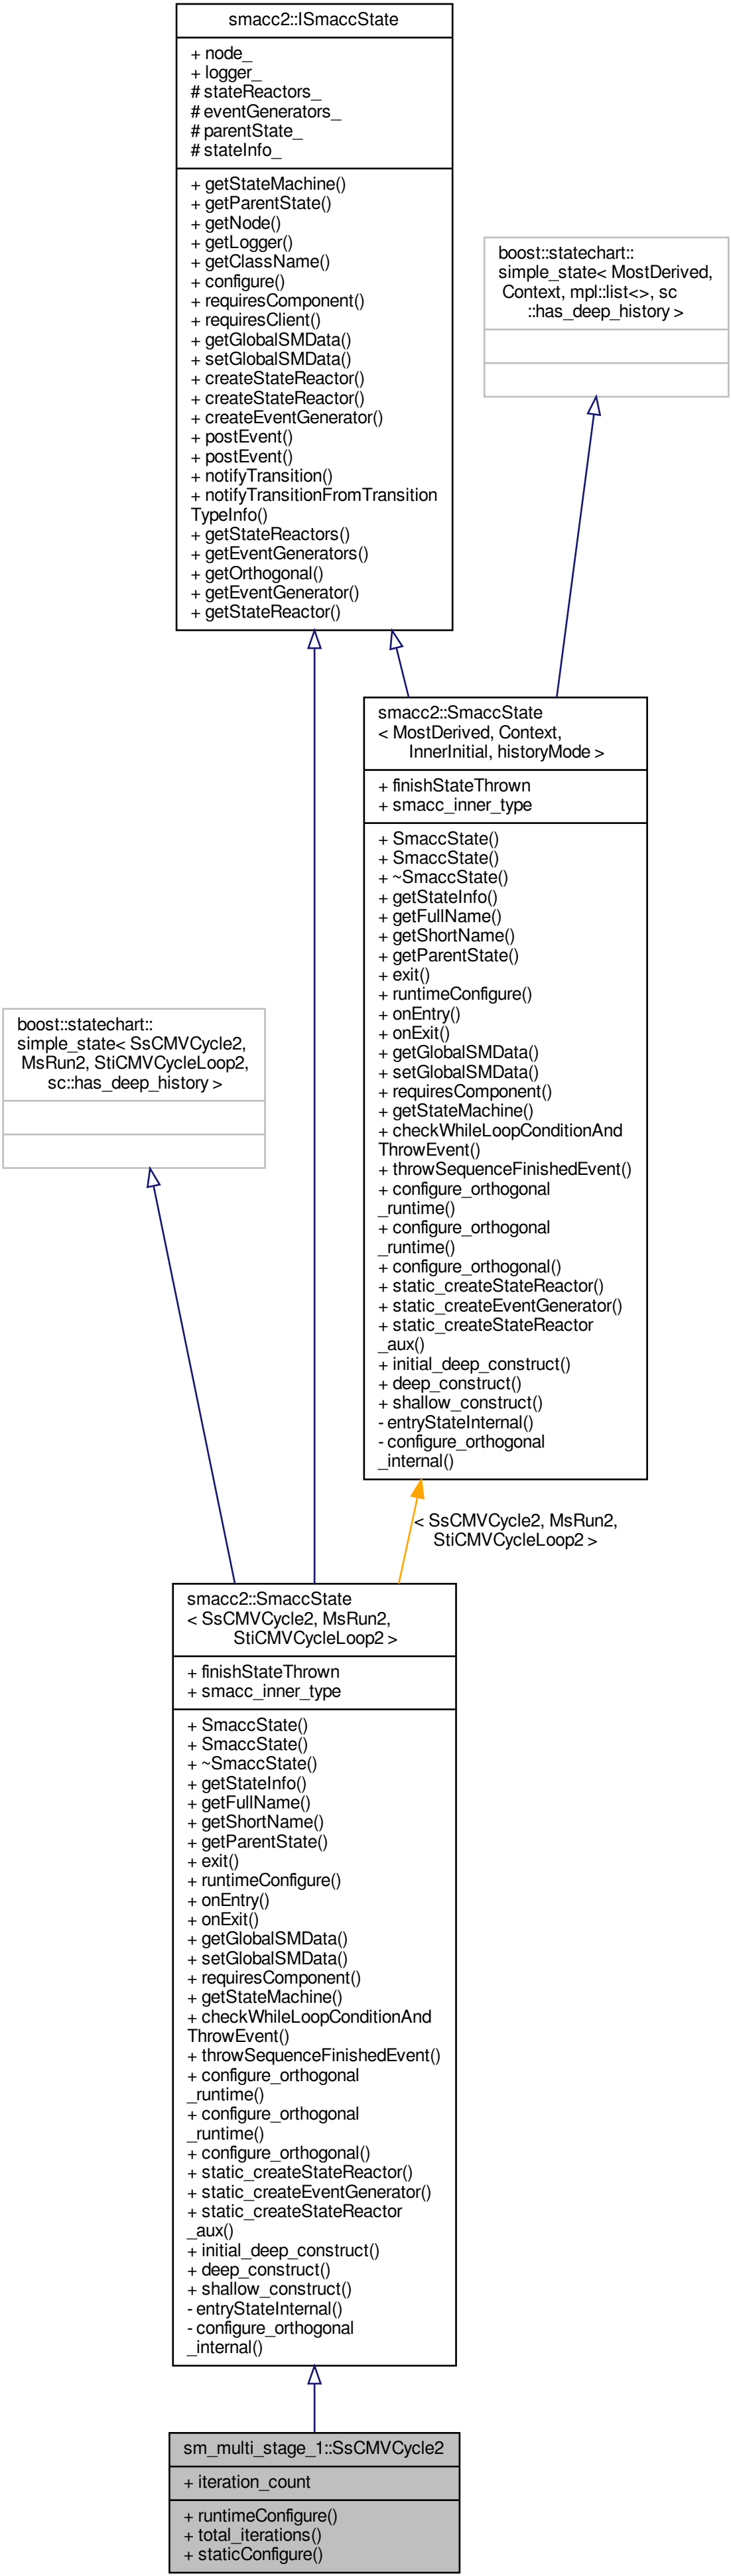 smacc2::ISmaccState
+ node_
+ logger_
# stateReactors_
# eventGenerators_
# parentState_
# stateInfo_
+ getStateMachine()
+ getParentState()
+ getNode()
+ getLogger()
+ getClassName()
+ configure()
+ requiresComponent()
+ requiresClient()
+ getGlobalSMData()
+ setGlobalSMData()
+ createStateReactor()
+ createStateReactor()
+ createEventGenerator()
+ postEvent()
+ postEvent()
+ notifyTransition()
+ notifyTransitionFromTransition
TypeInfo()
+ getStateReactors()
+ getEventGenerators()
+ getOrthogonal()
+ getEventGenerator()
+ getStateReactor()
boost::statechart::
simple_state< MostDerived,
Context, mpl::list<>, sc
::has_deep_history >
smacc2::SmaccState
< MostDerived, Context,
InnerInitial, historyMode >
+ finishStateThrown
+ smacc_inner_type
+ SmaccState()
+ SmaccState()
+ ~SmaccState()
+ getStateInfo()
+ getFullName()
+ getShortName()
+ getParentState()
+ exit()
+ runtimeConfigure()
+ onEntry()
+ onExit()
+ getGlobalSMData()
+ setGlobalSMData()
+ requiresComponent()
+ getStateMachine()
+ checkWhileLoopConditionAnd
ThrowEvent()
+ throwSequenceFinishedEvent()
+ configure_orthogonal
_runtime()
+ configure_orthogonal
_runtime()
+ configure_orthogonal()
+ static_createStateReactor()
+ static_createEventGenerator()
+ static_createStateReactor
_aux()
+ initial_deep_construct()
+ deep_construct()
+ shallow_construct()
- entryStateInternal()
- configure_orthogonal
_internal()
boost::statechart::
simple_state< SsCMVCycle2,
MsRun2, StiCMVCycleLoop2,
sc::has_deep_history >
< SsCMVCycle2, MsRun2,
StiCMVCycleLoop2 >
smacc2::SmaccState
< SsCMVCycle2, MsRun2,
StiCMVCycleLoop2 >
+ finishStateThrown
+ smacc_inner_type
+ SmaccState()
+ SmaccState()
+ ~SmaccState()
+ getStateInfo()
+ getFullName()
+ getShortName()
+ getParentState()
+ exit()
+ runtimeConfigure()
+ onEntry()
+ onExit()
+ getGlobalSMData()
+ setGlobalSMData()
+ requiresComponent()
+ getStateMachine()
+ checkWhileLoopConditionAnd
ThrowEvent()
+ throwSequenceFinishedEvent()
+ configure_orthogonal
_runtime()
+ configure_orthogonal
_runtime()
+ configure_orthogonal()
+ static_createStateReactor()
+ static_createEventGenerator()
+ static_createStateReactor
_aux()
+ initial_deep_construct()
+ deep_construct()
+ shallow_construct()
- entryStateInternal()
- configure_orthogonal
_internal()
sm_multi_stage_1::SsCMVCycle2
+ iteration_count
+ runtimeConfigure()
+ total_iterations()
+ staticConfigure()